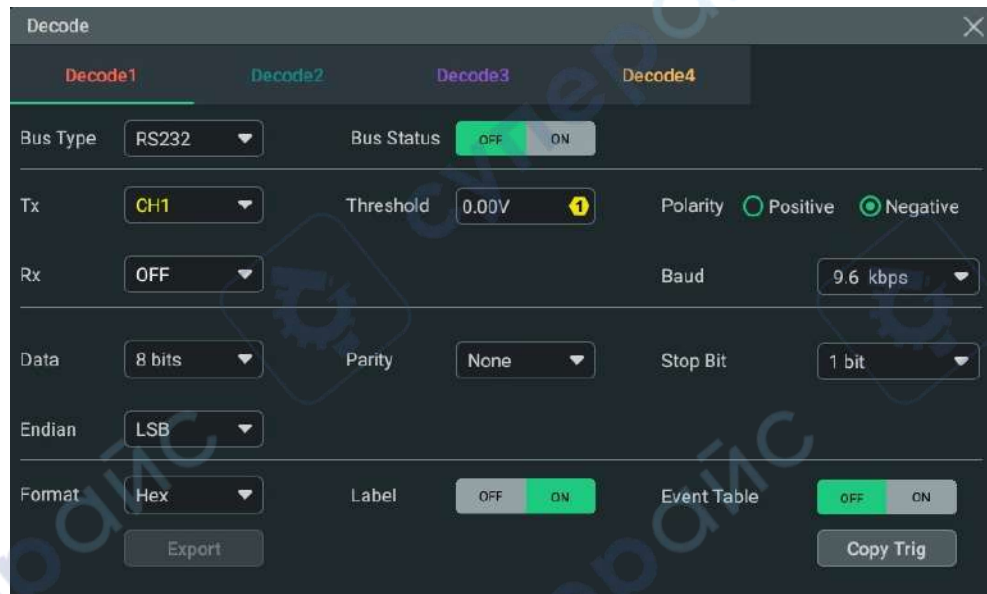 Decode
Decode1 Decode2 Decode3 Decode4
Bus Type RS232 Bus Status OFF ON
Tx CH1 Threshold 0.00V 1 Polarity Positive Negative
Rx OFF Baud 9.6 kbps
Data 8 bits Parity None Stop Bit 1 bit
Endian LSB
Format Hex Label OFF ON Event Table OFF ON
Export Copy Trig